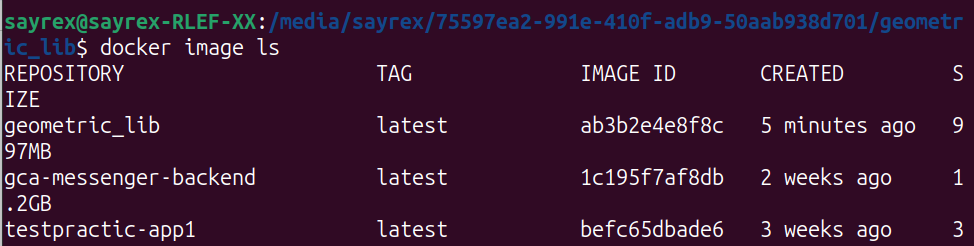 sayrex@sayrex-RLEF-XX:/media/sayrex/75597ea2-991e-410f-adb9-50aab938d701/geometr
ic_lib$ docker image ls
REPOSITORY TAG IMAGE ID CREATED S
IZE
geometric_lib latest ab3b2e4e8f8c 5 minutes ago 9
97MB
gca-messenger-backend latest 1c195f7af8db 2 weeks ago 1
.2GB
testpractic-app1 latest befc65dbade6 3 weeks ago 3